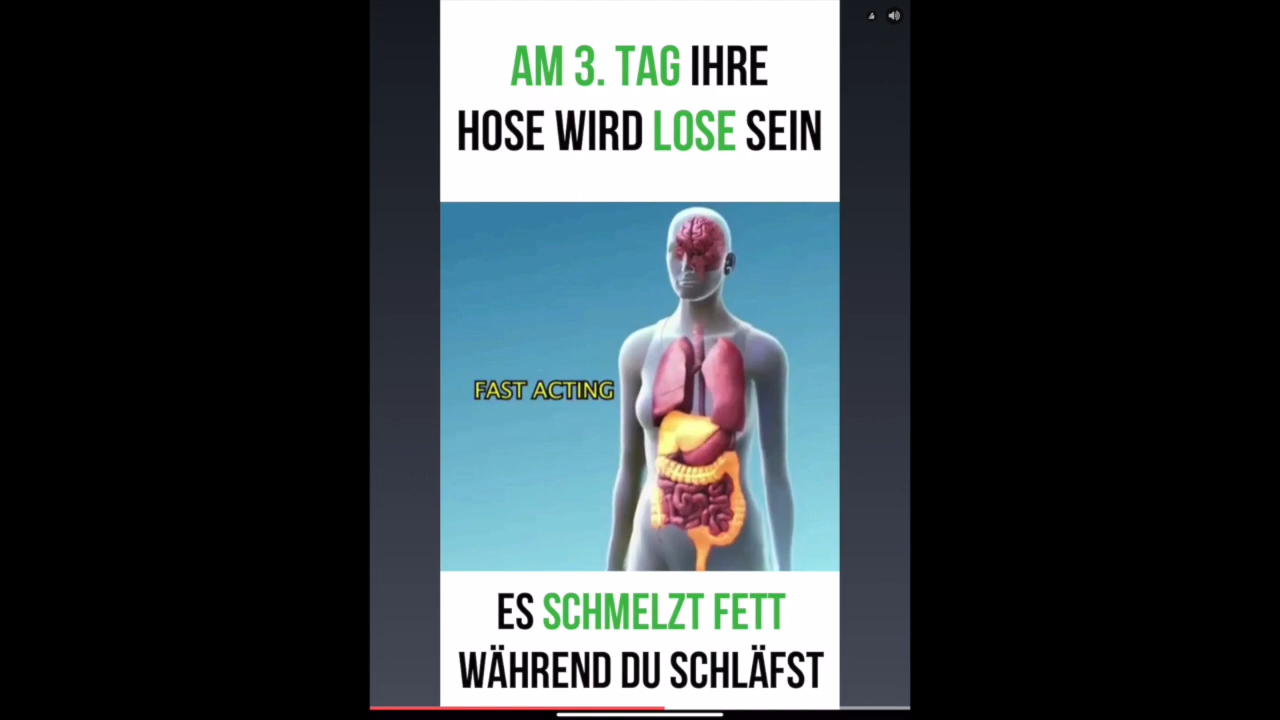 AM 3. TAG IHRE
HOSE WIRD LOSE SEIN
FAST ACTING
ES SCHMELZT FETT
WÄHREND DU SCHLÄFST